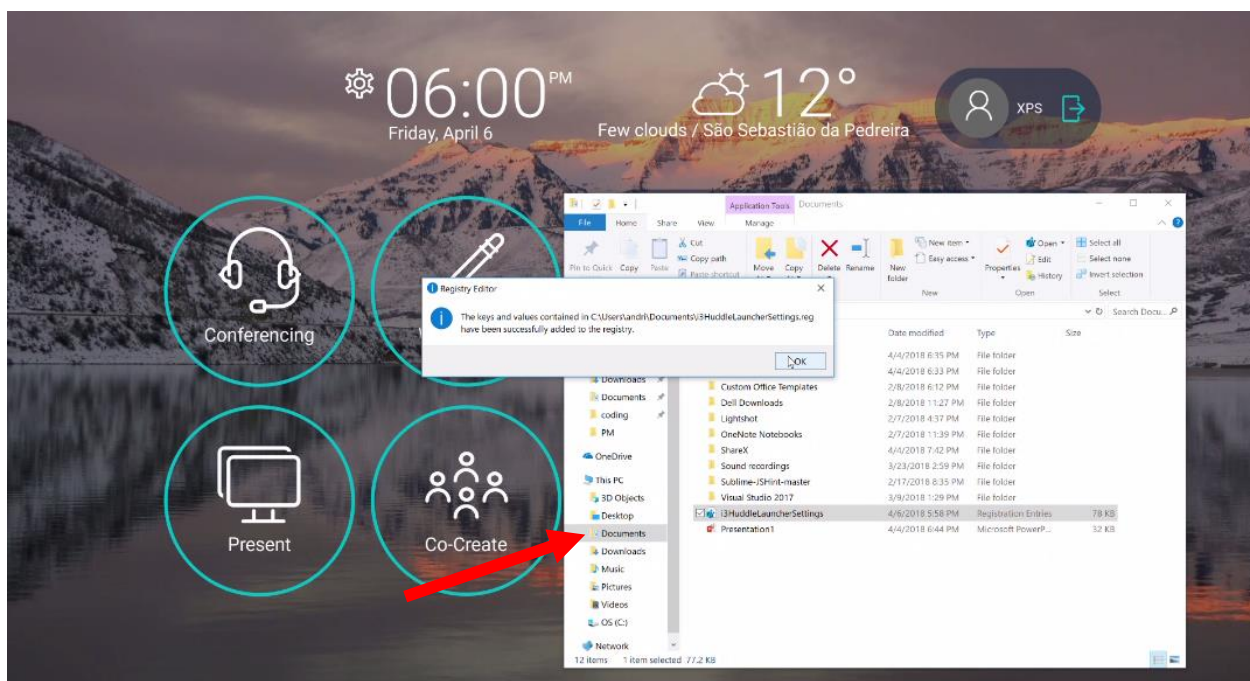 06:00 PM
Friday, April 6
12°
Few clouds / São Sebastião da Pedreira
XPS
Conferencing
Present
Co-Create
Application Tools Documents
File Home Share View Manage
Pin to Quick Copy Paste
Cut
Copy path
Paste shortcut
Move Copy Delete Rename
New folder
New item
Easy access
Properties
Open
Edit
History
Select all
Select none
Invert selection
New Open Select
Search Docu...
Registry Editor
The keys and values contained in C:\Users\andri\Documents\i3HuddleLauncherSettings.reg
have been successfully added to the registry.
OK
Date modified Type Size
4/4/2018 6:35 PM File folder
4/4/2018 6:33 PM File folder
Custom Office Templates 2/8/2018 6:12 PM File folder
Dell Downloads 2/8/2018 11:27 PM File folder
Lightshot 2/7/2018 4:37 PM File folder
OneNote Notebooks 2/7/2018 11:39 PM File folder
ShareX 4/4/2018 7:42 PM File folder
Sound recordings 3/23/2018 2:59 PM File folder
Sublime-JSHint-master 2/17/2018 8:35 PM File folder
Visual Studio 2017 3/9/2018 1:29 PM File folder
i3HuddleLauncherSettings 4/6/2018 5:58 PM Registration Entries 78 KB
Presentation1 4/4/2018 6:44 PM Microsoft PowerP... 32 KB
Downloads
Documents
coding
PM
OneDrive
This PC
3D Objects
Desktop
Documents
Downloads
Music
Pictures
Videos
OS (C:)
Network
12 items 1 item selected 77.2 KB